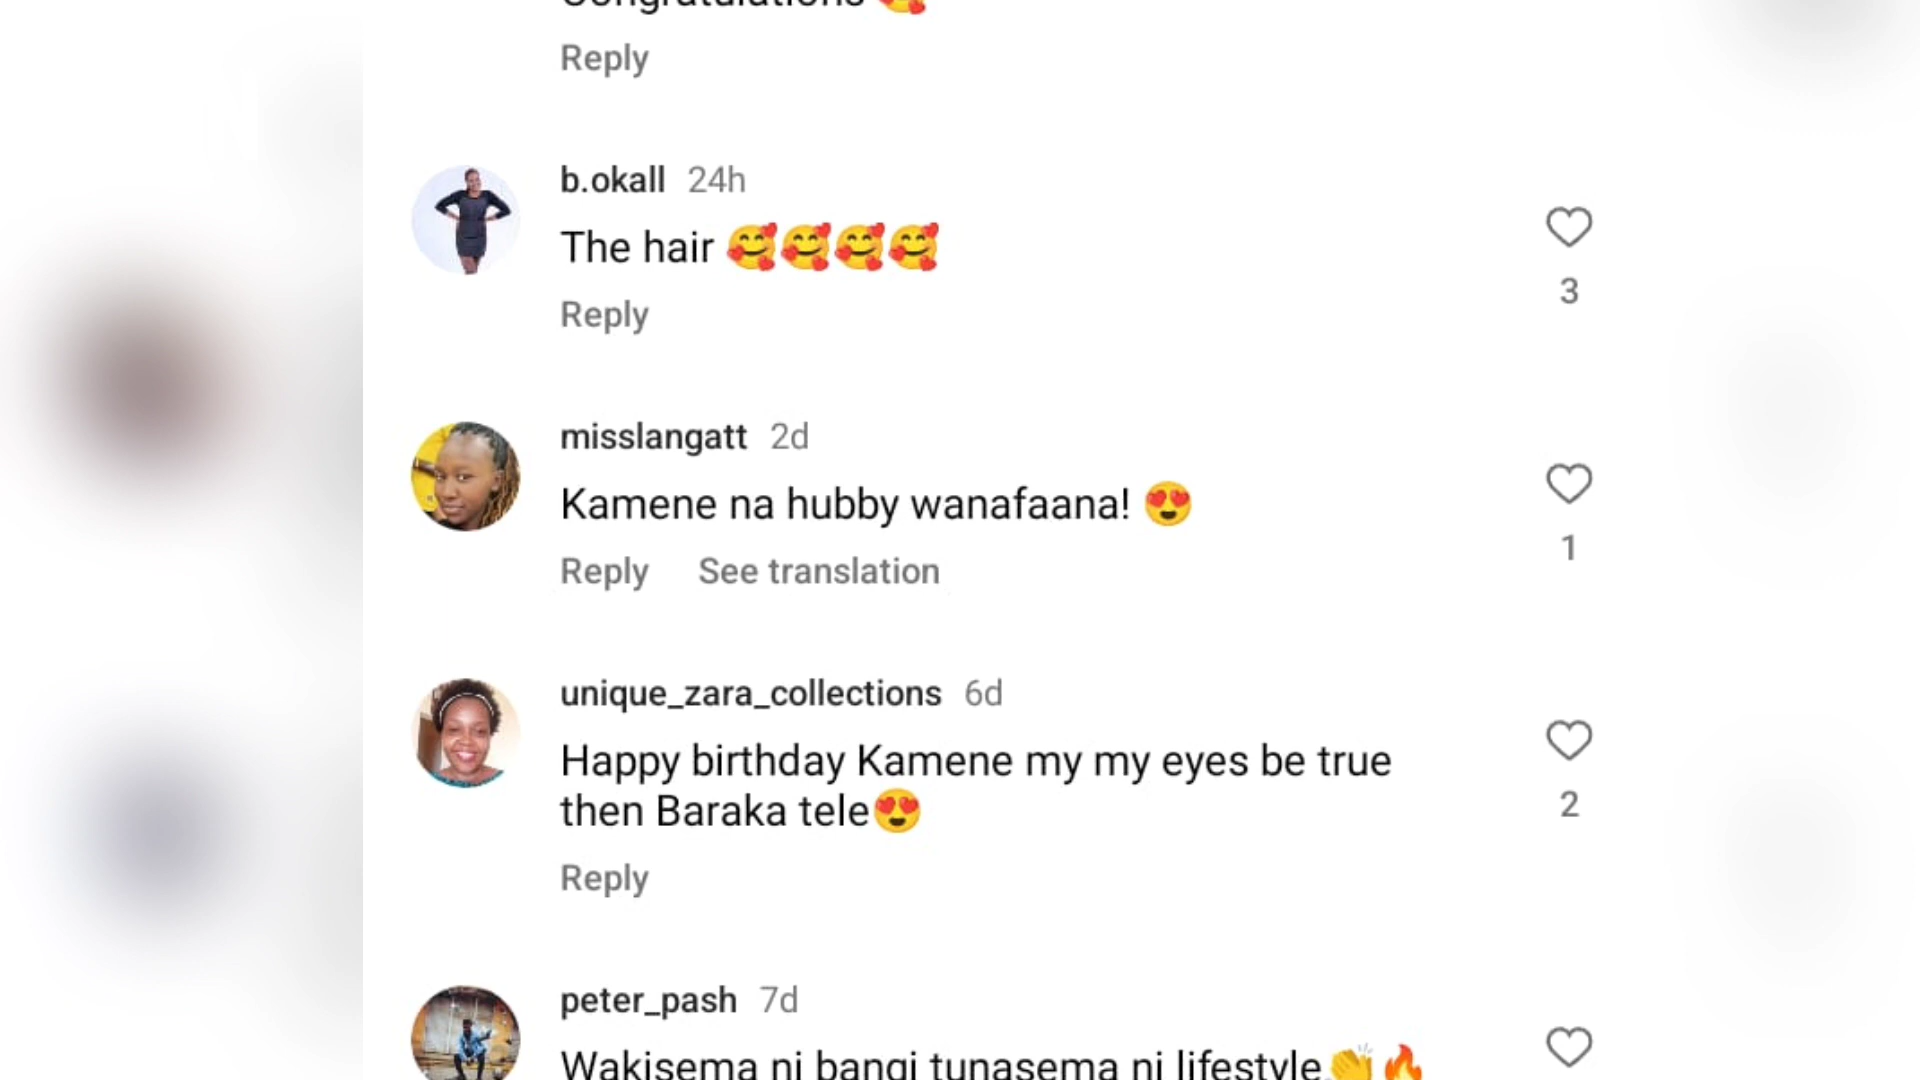 Congratulations 🥰
Reply
b.okall 24h
The hair 🥰🥰🥰🥰
3
Reply
misslangatt 2d
Kamene na hubby wanafaana! 😍
1
Reply See translation
unique_zara_collections 6d
Happy birthday Kamene my my eyes be true
then Baraka tele😍
2
Reply
peter_pash 7d
Wakisema ni bangi tunasema ni lifestyle👏🔥